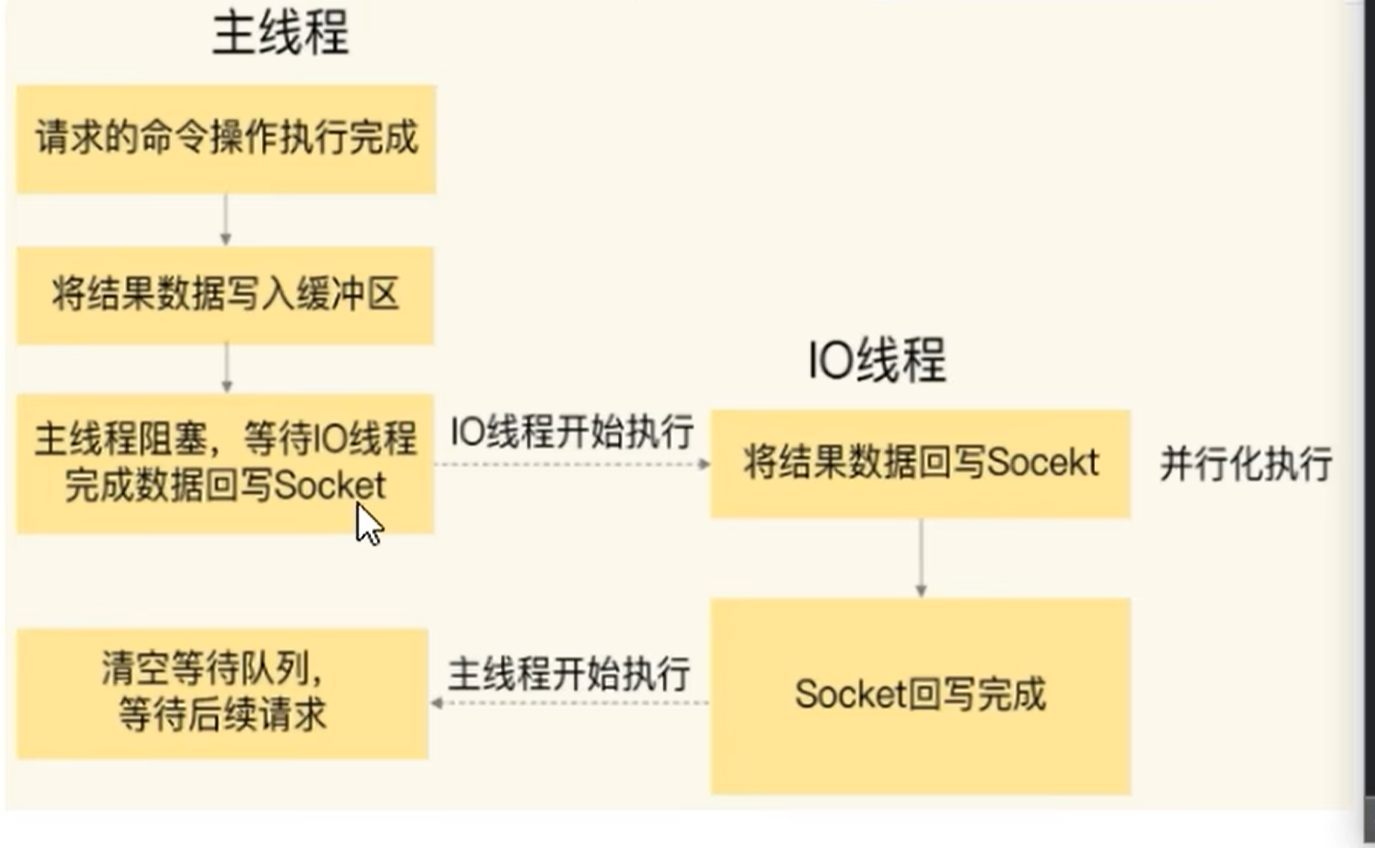 主线程
请求的命令操作执行完成
将结果数据写入缓冲区
主线程阻塞，等待IO线程
完成数据回写Socket
IO线程开始执行
IO线程
将结果数据回写Socekt
并行化执行
Socket回写完成
主线程开始执行
清空等待队列，
等待后续请求